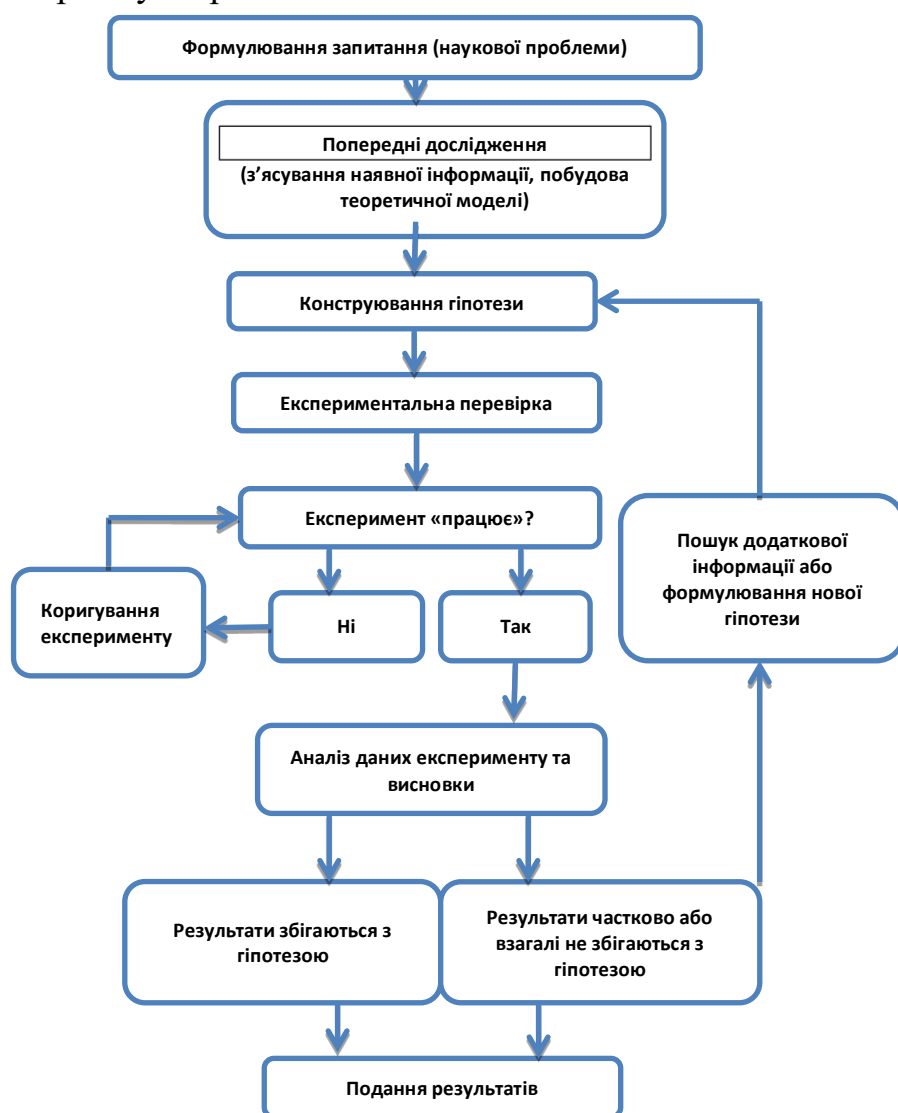 Формулювання запитання (наукової проблеми)
Попередні дослідження
(з’ясування наявної інформації, побудова
теоретичної моделі)
Конструювання гіпотези
Експериментальна перевірка
Експеримент «працює»?
Пошук додаткової
інформації або
формулювання нової
гіпотези
Коригування
експерименту
Ні
Так
Аналіз даних експерименту та
висновки
Результати збігаються з
гіпотезою
Результати частково або
взагалі не збігаються з
гіпотезою
Подання результатів